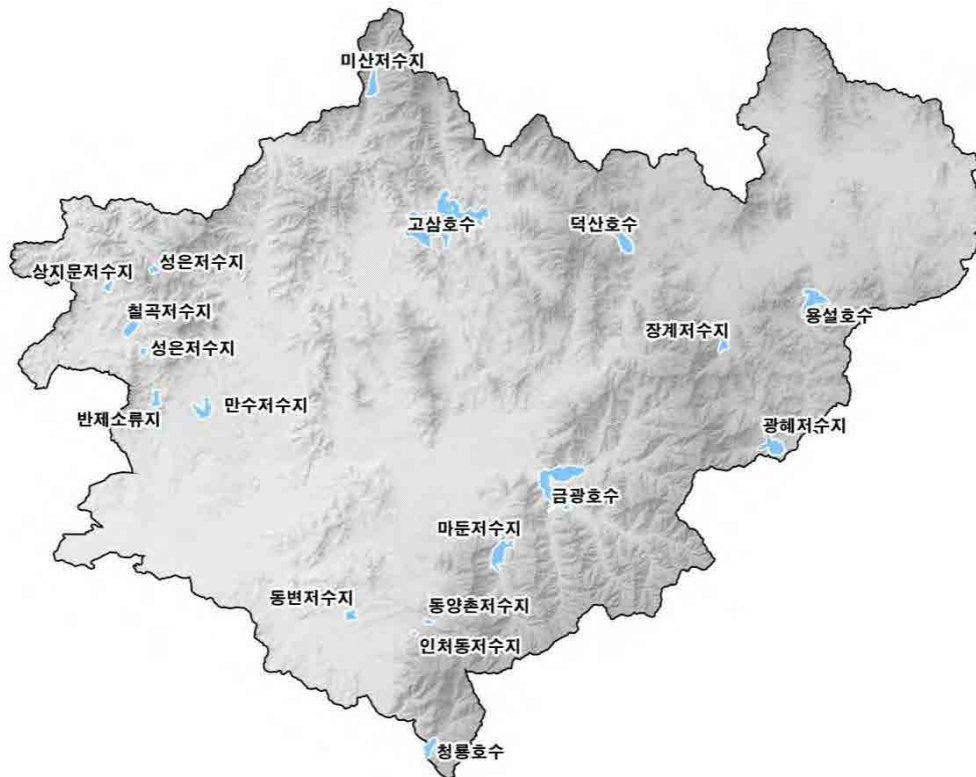 미산저수지
고삼호수
덕산호수
성은저수지
상지문저수지
칠곡저수지
용설호수
장계저수지
성은저수지
만수저수지
반제소류지
광혜저수지
금광호수
마둔저수지
동변저수지
동양촌저수지
인처동저수지
청룡호수